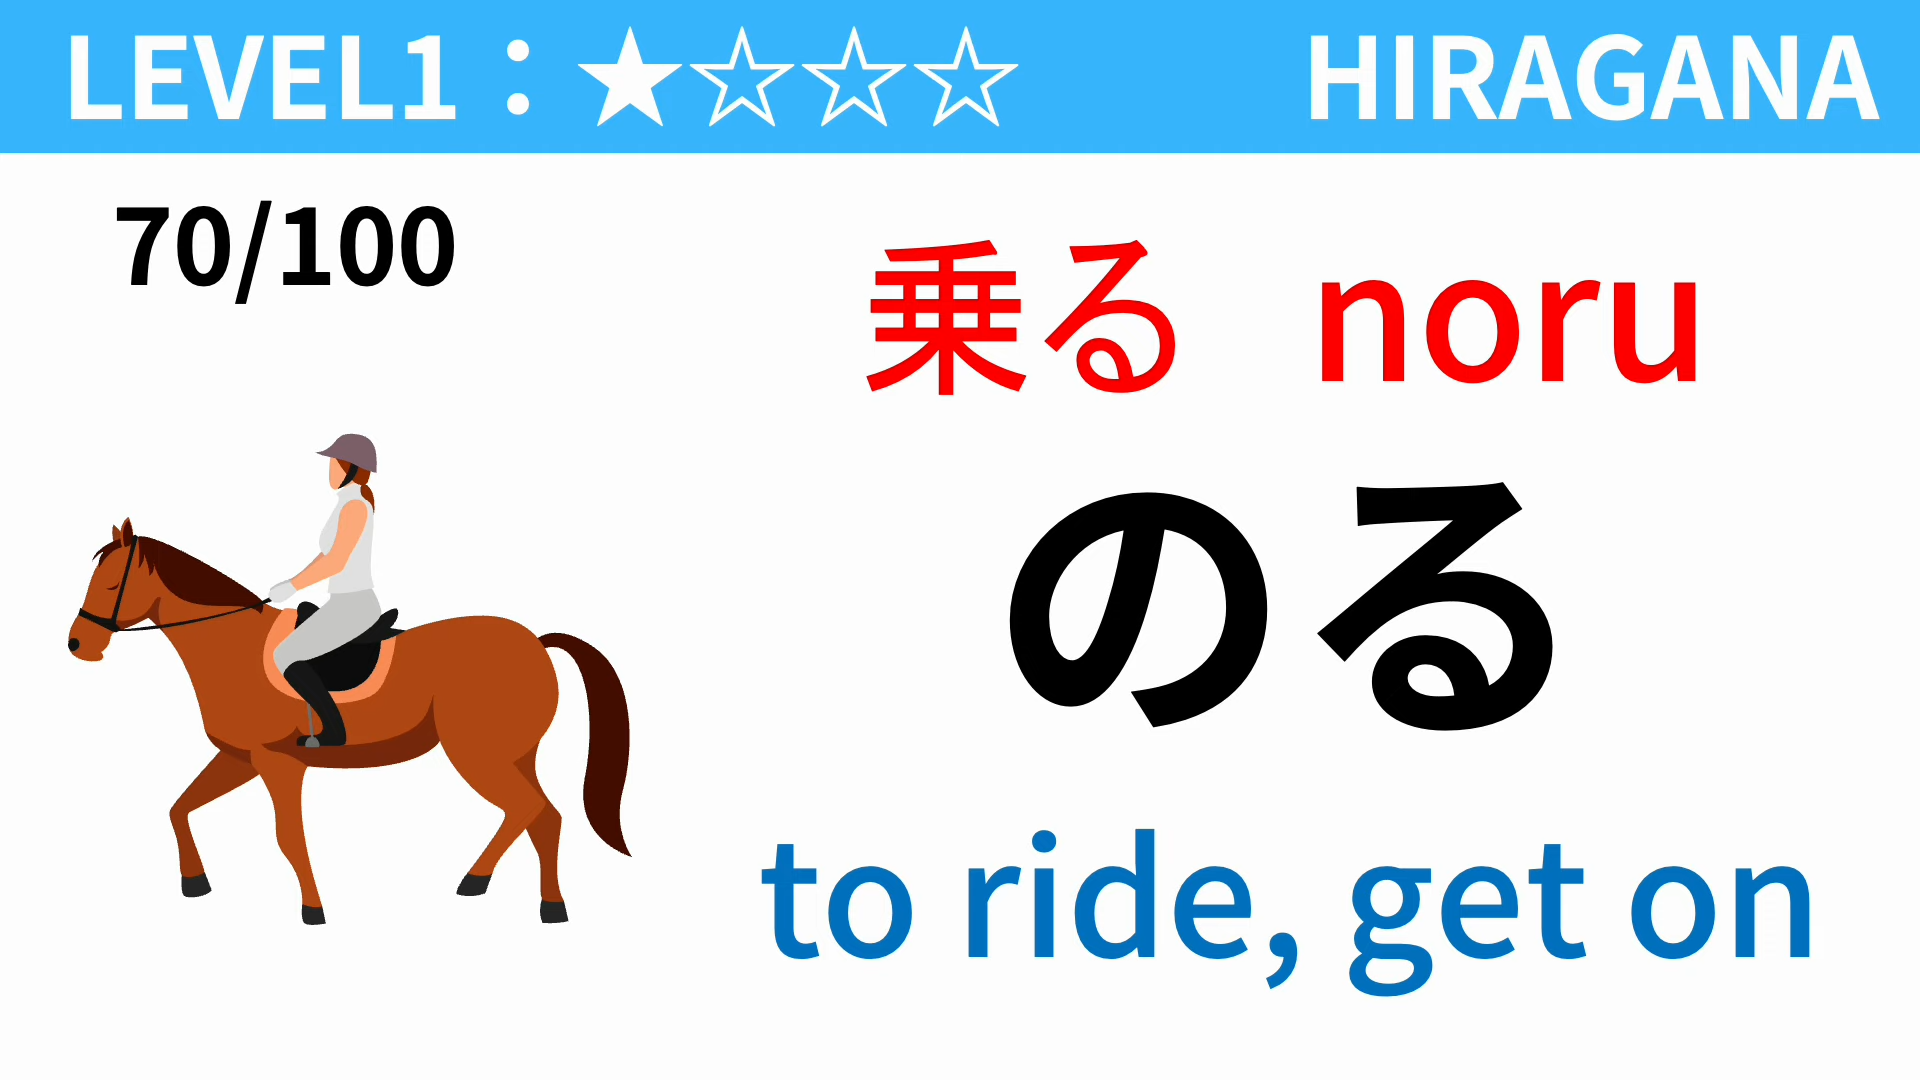 LEVEL1：★☆☆☆ HIRAGANA
70/100
乗る noru
のる
to ride, get on